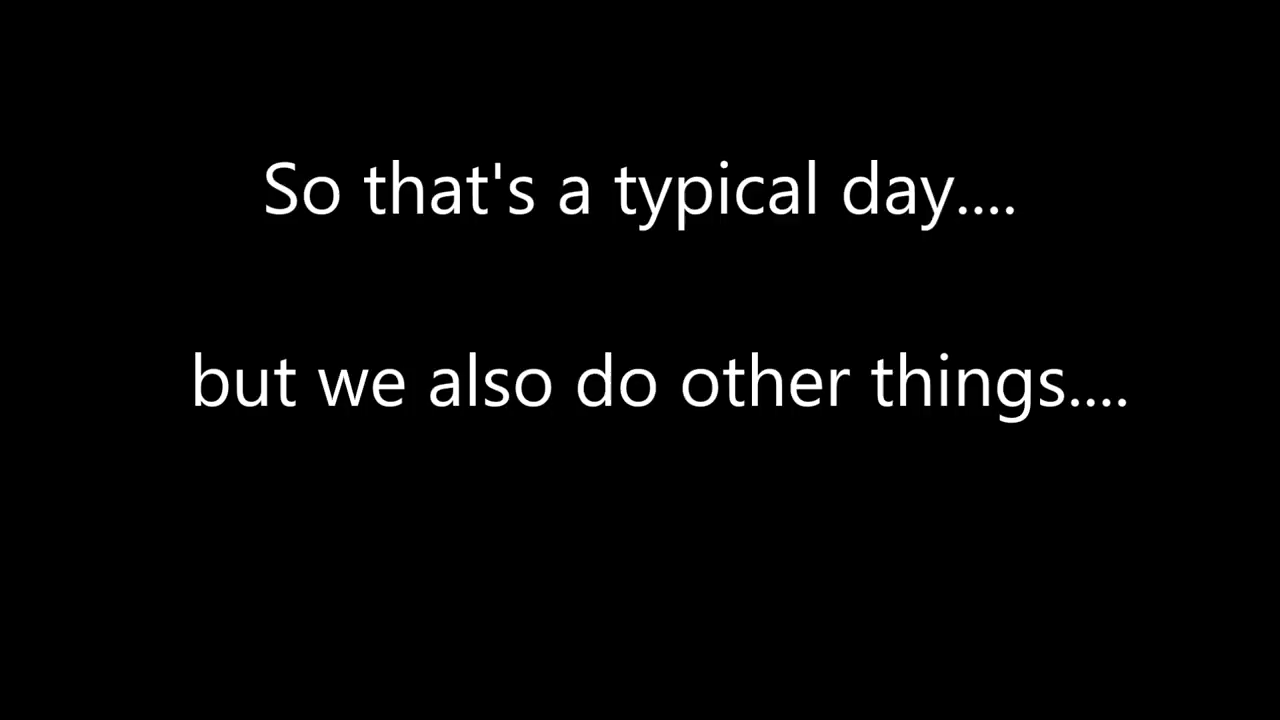 So that's a typical day....
but we also do other things....